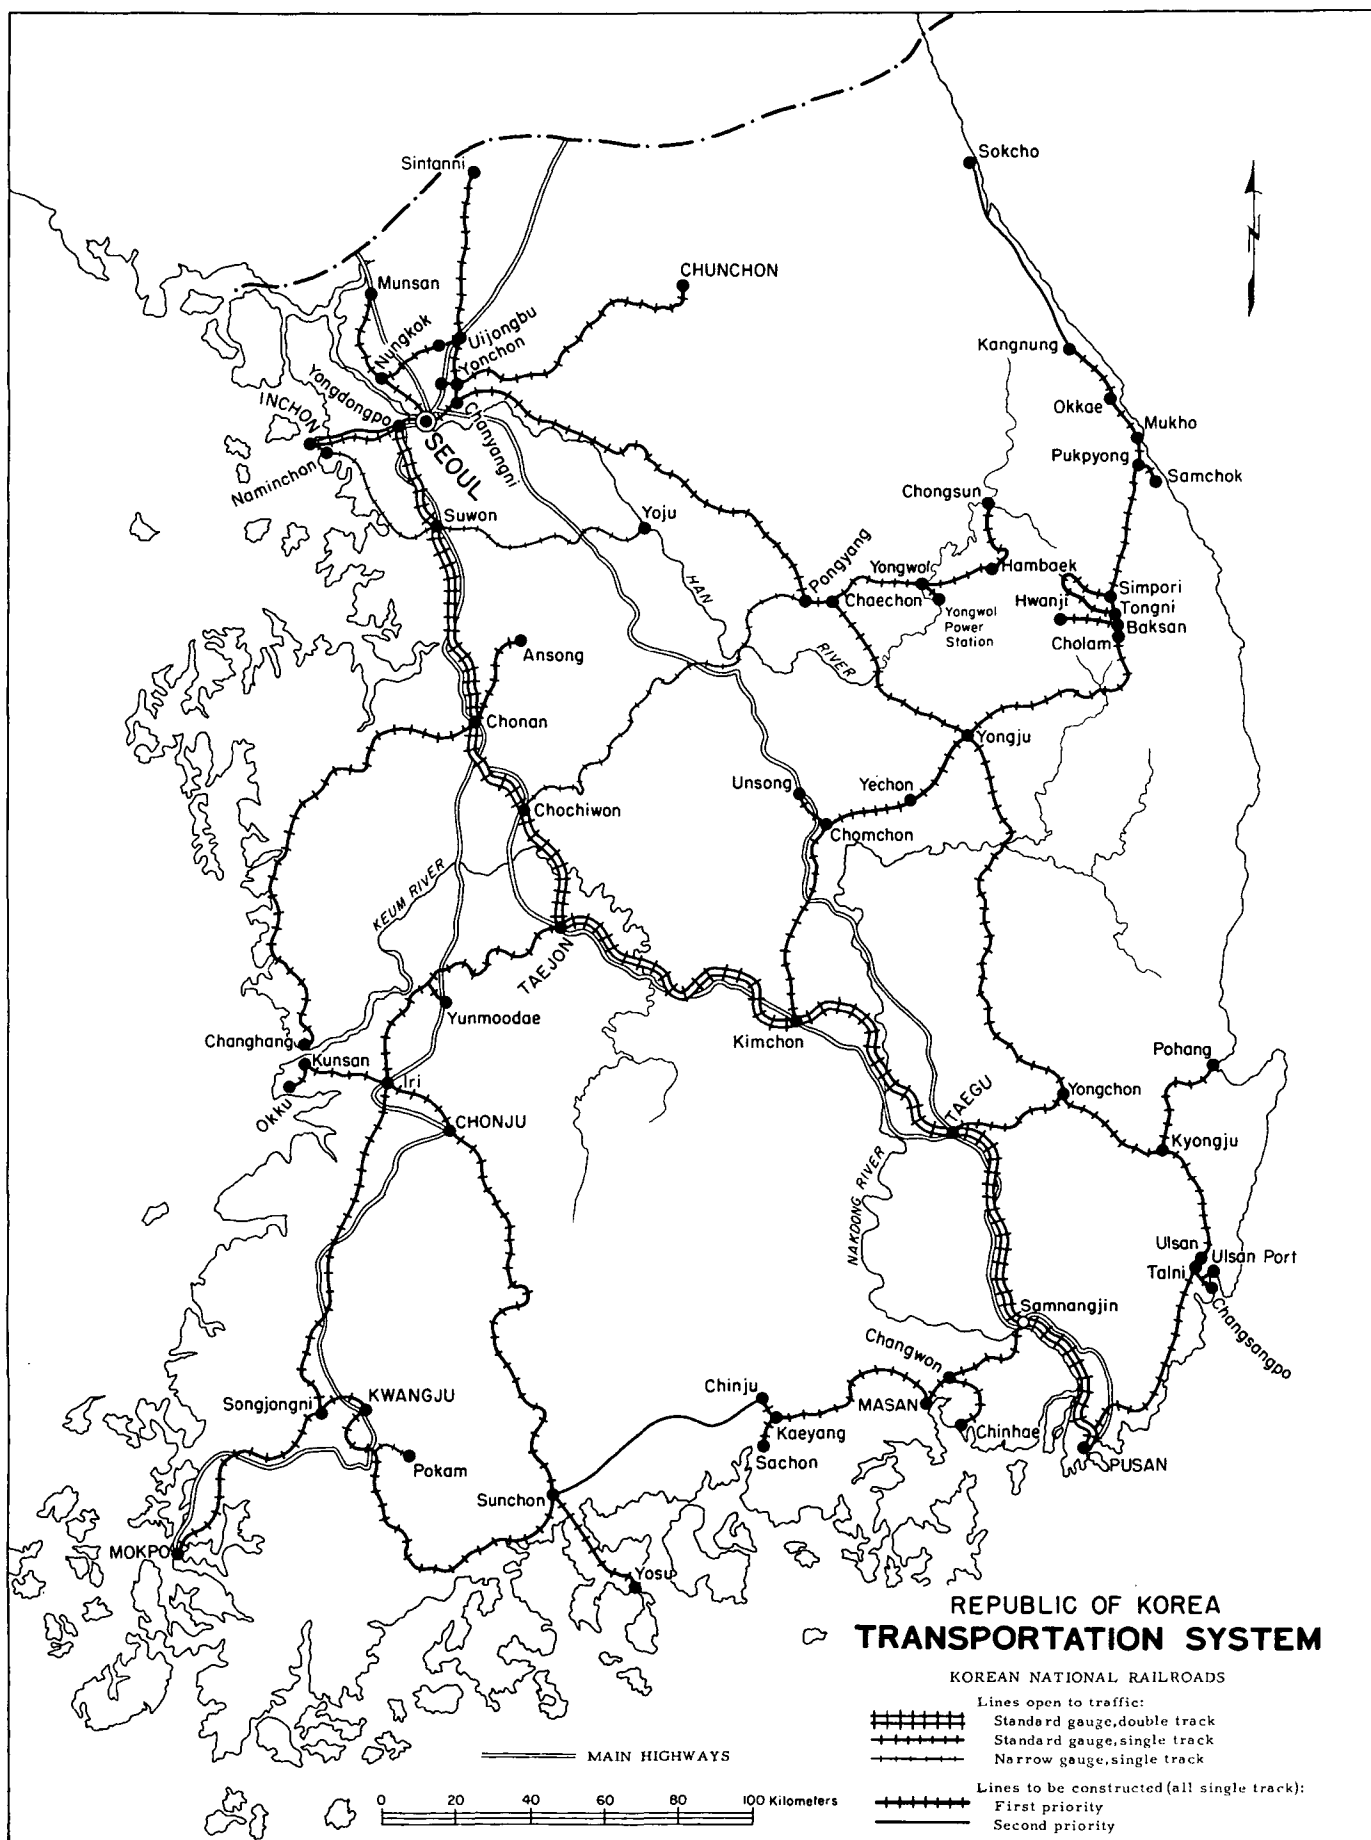 Sokcho
Sintanni
N
CHUNCHON
Munsan
Nungkok
Uijongbu
Yonchon
Kangnung
Yongdongpo
INCHON
Okkae
Mukho
Chanyangni
SEOUL
Pukpyong
Naminchon
Samchok
Chongsun
Suwon
Yoju
Pongyang
HAN
RIVER
Yongwol
Hambaek
Chaechon
Yongwol
Power
Station
Hwanji
Simpori
Tongni
Baksan
Cholam
Ansong
Chonan
Yongju
Unsong
Yechon
Chochiwon
Chomchon
KEUM RIVER
TAEJON
Yunmoodae
Kimchon
Changhang
Kunsan
Pohang
Iri
Okku
Yongchon
TAEGU
CHONJU
Kyongju
NAKDONG RIVER
Ulsan
Ulsan Port
Talni
Changsangpo
Samnangjin
Changwon
Chinju
Songjongni
KWANGJU
MASAN
Kaeyang
Chinhae
Sachon
Pokam
PUSAN
Sunchon
MOKPO
Yosu
REPUBLIC OF KOREA
TRANSPORTATION SYSTEM
KOREAN NATIONAL RAILROADS
Lines open to traffic:
Standard gauge, double track
Standard gauge, single track
Narrow gauge, single track
MAIN HIGHWAYS
Lines to be constructed (all single track):
First priority
Second priority
0 20 40 60 80 100 Kilometers